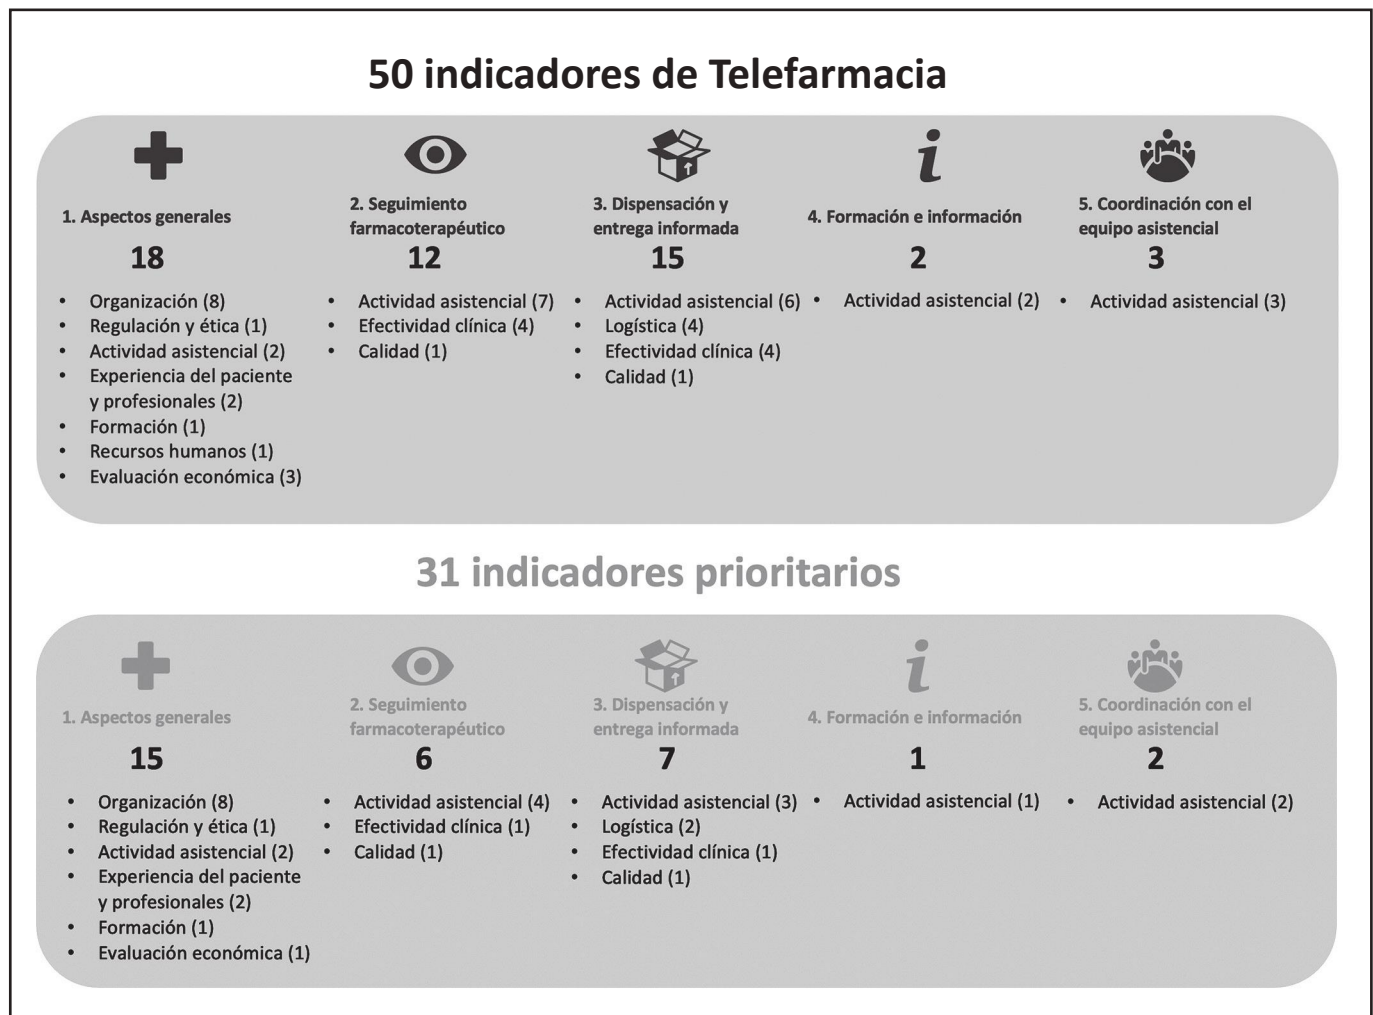 50 indicadores de Telefarmacia
1. Aspectos generales
18
• Organización (8)
• Regulación y ética (1)
• Actividad asistencial (2)
• Experiencia del paciente
y profesionales (2)
• Formación (1)
• Recursos humanos (1)
• Evaluación económica (3)
2. Seguimiento
farmacoterapéutico
12
• Actividad asistencial (7)
• Efectividad clínica (4)
• Calidad (1)
3. Dispensación y
entrega informada
15
• Actividad asistencial (6)
• Logística (4)
• Efectividad clínica (4)
• Calidad (1)
4. Formación e información
2
• Actividad asistencial (2)
5. Coordinación con el
equipo asistencial
3
• Actividad asistencial (3)
31 indicadores prioritarios
1. Aspectos generales
15
• Organización (8)
• Regulación y ética (1)
• Actividad asistencial (2)
• Experiencia del paciente
y profesionales (2)
• Formación (1)
• Evaluación económica (1)
2. Seguimiento
farmacoterapéutico
6
• Actividad asistencial (4)
• Efectividad clínica (1)
• Calidad (1)
3. Dispensación y
entrega informada
7
• Actividad asistencial (3)
• Logística (2)
• Efectividad clínica (1)
• Calidad (1)
4. Formación e información
1
• Actividad asistencial (1)
5. Coordinación con el
equipo asistencial
2
• Actividad asistencial (2)